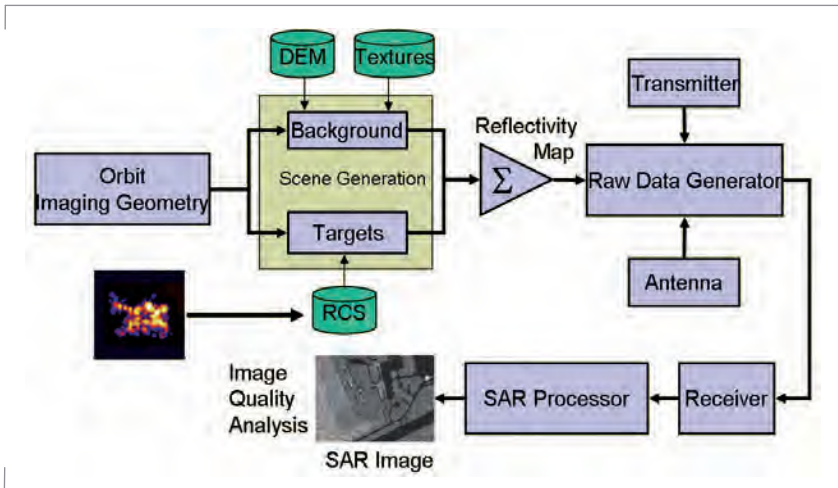 DEM
Textures
Transmitter
Background
Reflectivity
Map
Orbit
Imaging Geometry
Scene Generation
Σ
Raw Data Generator
Targets
Antenna
RCS
Image
Quality
Analysis
SAR Processor
Receiver
SAR Image